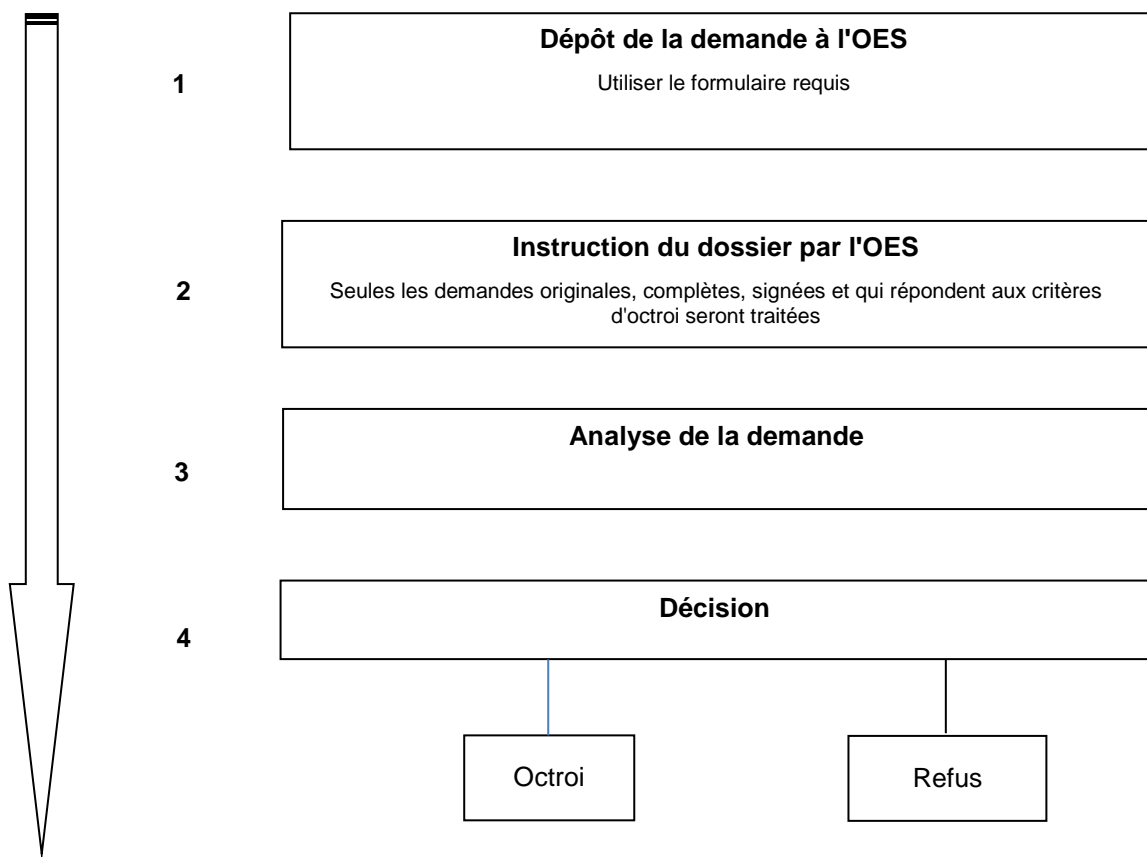 Dépôt de la demande à l'OES
1
Utiliser le formulaire requis
Instruction du dossier par l'OES
2
Seules les demandes originales, complètes, signées et qui répondent aux critères
d'octroi seront traitées
Analyse de la demande
3
Décision
4
Octroi
Refus